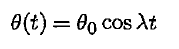 θ(t) = θ₀ cos λt